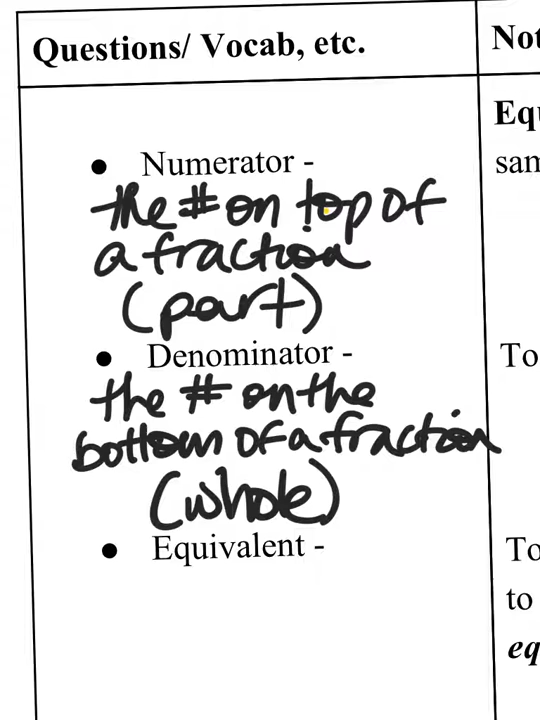 Questions/ Vocab, etc.
Not
Equ
● Numerator -
sam
the # on top of
a fraction
(part)
● Denominator -
To
the # on the
bottom of a fraction
(whole)
● Equivalent -
To
to
eq